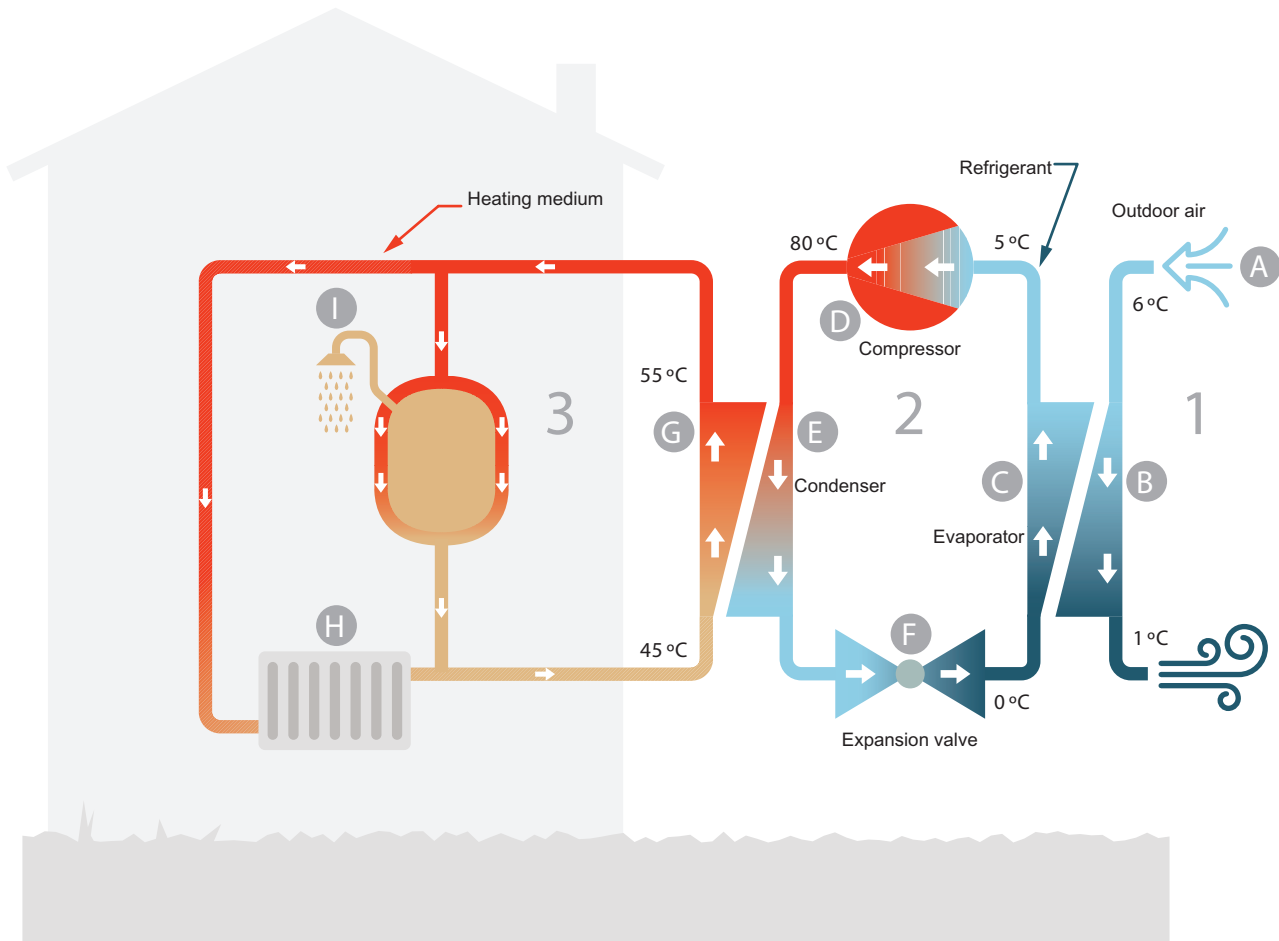 Refrigerant
Heating medium
Outdoor air
80 ºC
5 ºC
A
6 ºC
I
D
Compressor
55 ºC
3
2
1
G
E
Condenser
C
B
Evaporator
H
F
45 ºC
1 ºC
0 ºC
Expansion valve